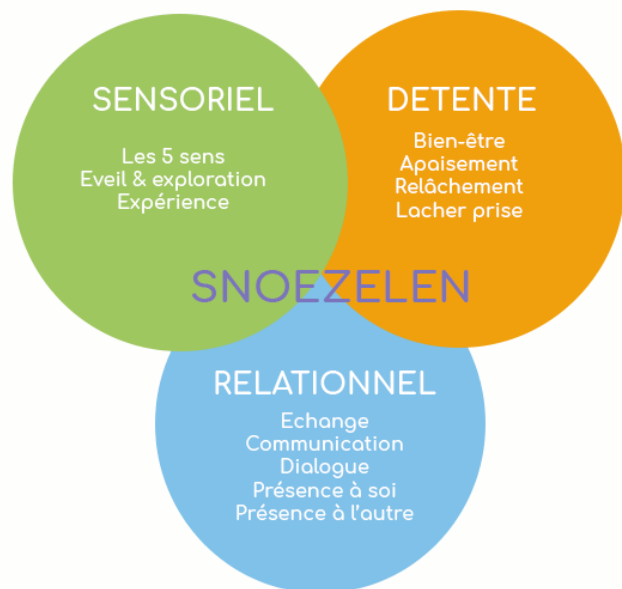 SENSORIEL
Les 5 sens
Eveil & exploration
Expérience
DETENTE
Bien-être
Apaisement
Relâchement
Lacher prise
SNOEZELEN
RELATIONNEL
Echange
Communication
Dialogue
Présence à soi
Présence à l'autre